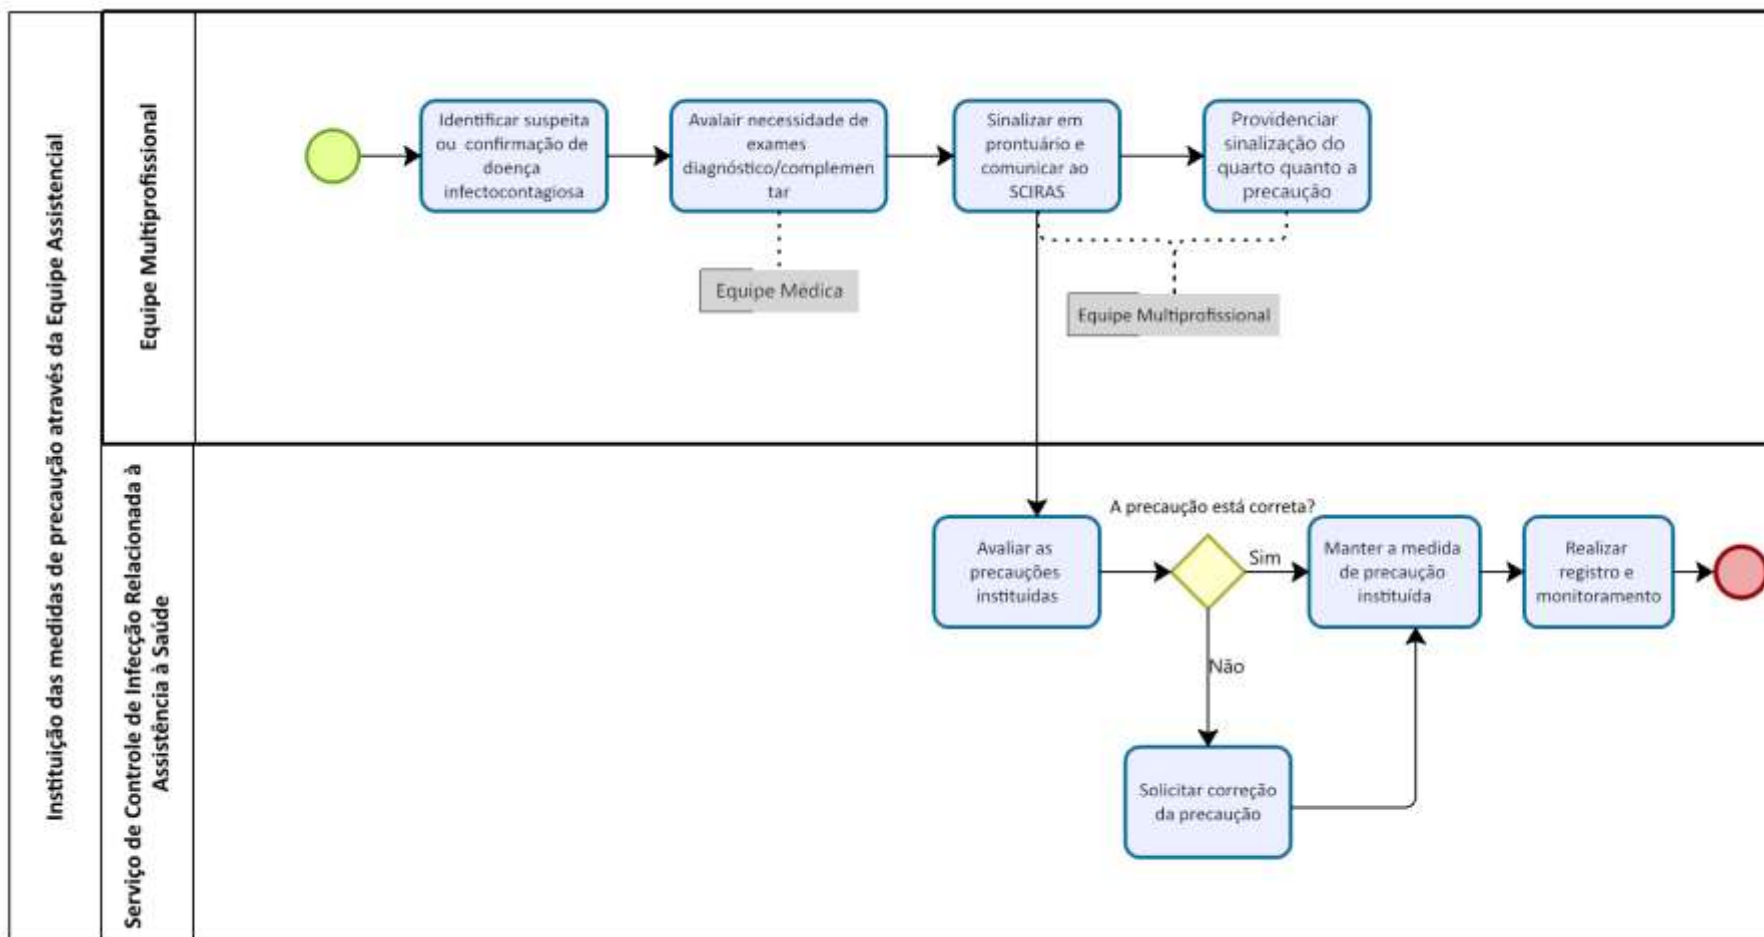 Instituição das medidas de precaução através da Equipe Assistencial
Equipe Multiprofissional
Identificar suspeita
ou confirmação de
doença
infectocontagiosa
Avalair necessidade de
exames
diagnóstico/complemen
tar
Sinalizar em
prontuário e
comunicar ao
SCIRAS
Providenciar
sinalização do
quarto quanto a
precaução
Equipe Médica
Equipe Multiprofissional
Serviço de Controle de Infecção Relacionada à
Assistência à Saúde
Avaliar as
precauções
instituídas
A precaução está correta?
Sim
Manter a medida
de precaução
instituída
Realizar
registro e
monitoramento
Não
Solicitar correção
da precaução